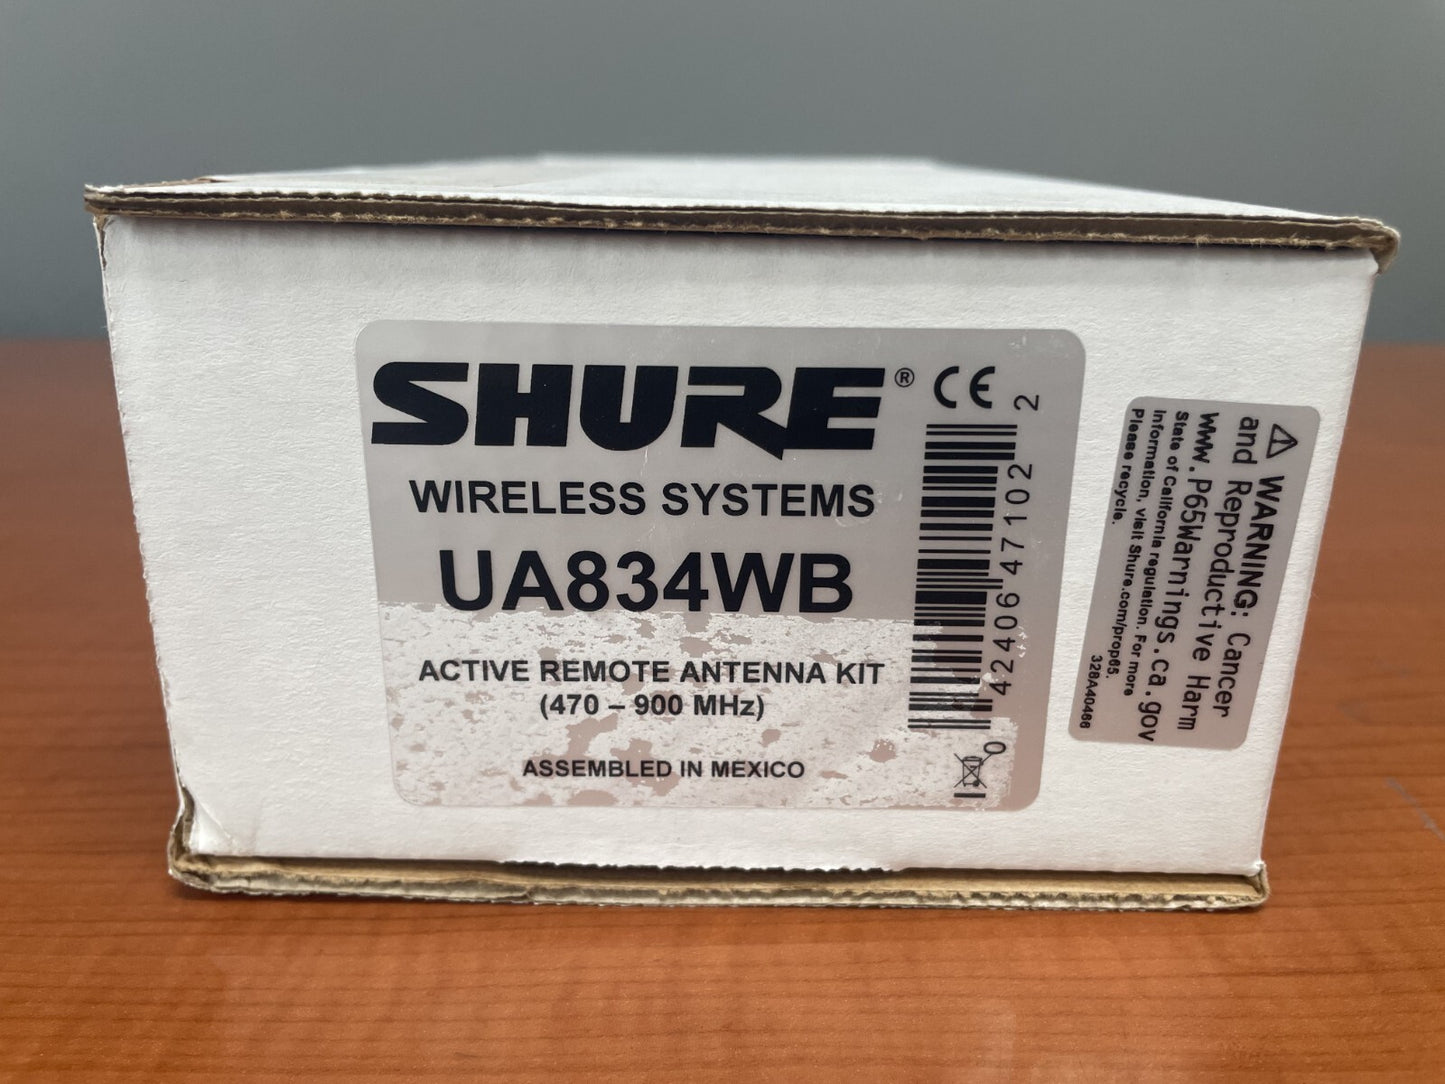 SHURE®
WIRELESS SYSTEMS
UA834WB
ACTIVE REMOTE ANTENNA KIT
(470 – 900 MHz)
ASSEMBLED IN MEXICO
CE
0 42406 47102 2
⚠ WARNING: Cancer
and Reproductive Harm
www.P65Warnings.ca.gov
State of California regulation. For more
information, visit Shure.com/prop65.
Please recycle.
328A40466